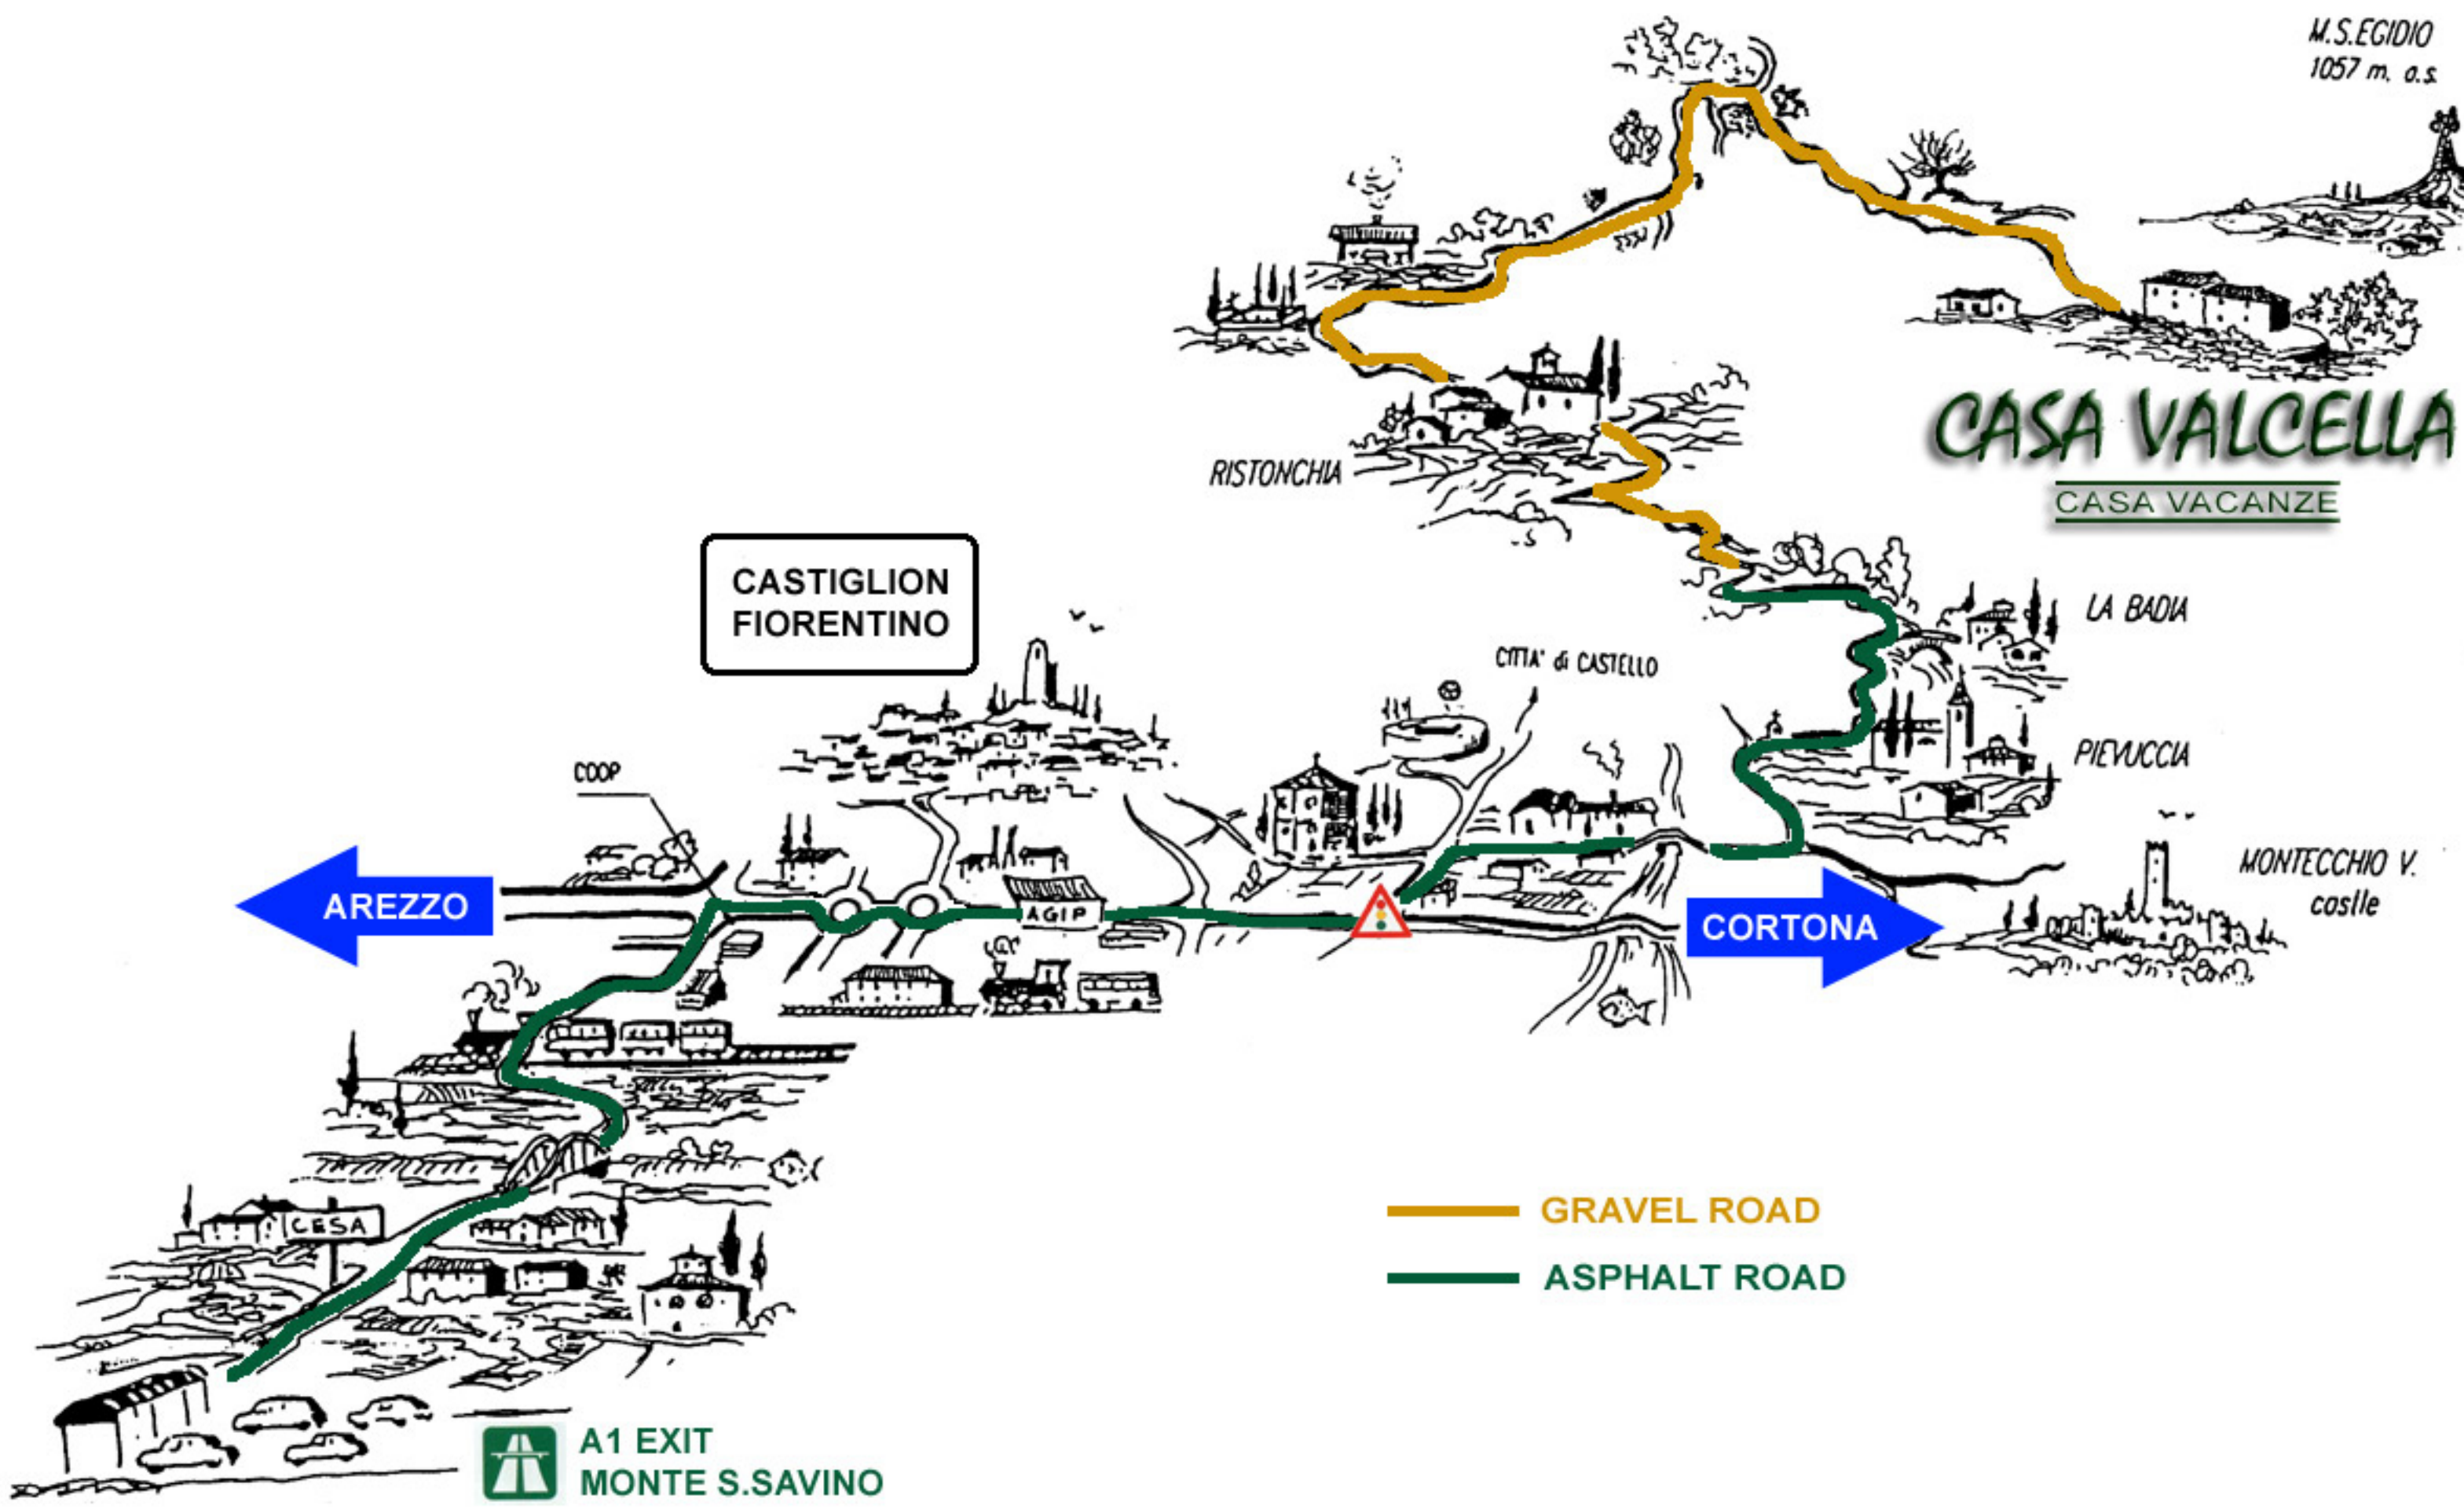 M.S.EGIDIO
1057 m. a.s.
CASA VALCELLA
CASA VACANZE
RISTONCHIA
CASTIGLION
FIORENTINO
LA BADIA
CITTA' di CASTELLO
PIEVUCCIA
COOP
MONTECCHIO V.
castle
AREZZO
AGIP
CORTONA
CESA
GRAVEL ROAD
ASPHALT ROAD
A1 EXIT
MONTE S.SAVINO